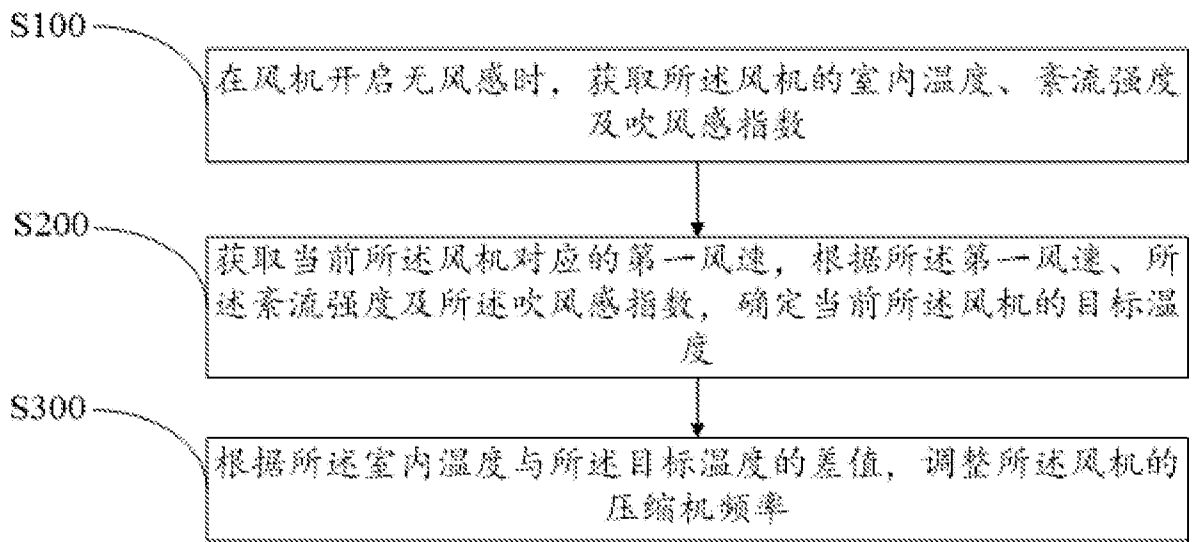 S100
在风机开启无风感时，获取所述风机的室内温度、紊流强度
及吹风感指数
S200
获取当前所述风机对应的第一风速，根据所述第一风速、所
述紊流强度及所述吹风感指数，确定当前所述风机的目标温
度
S300
根据所述室内温度与所述目标温度的差值，调整所述风机的
压缩机频率